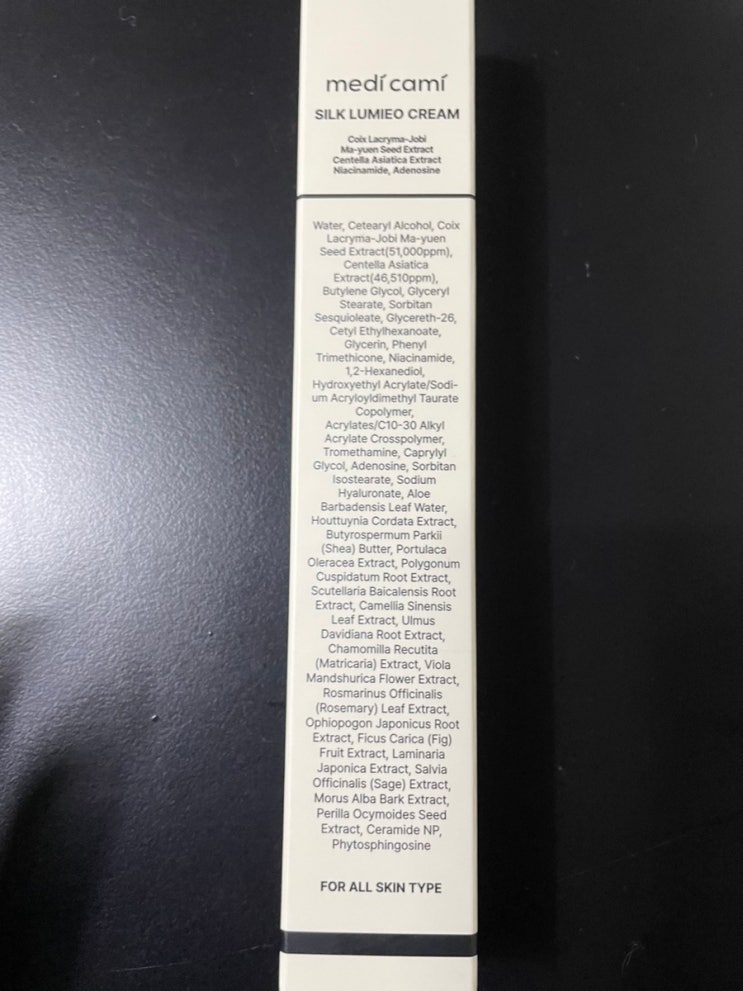 medí camí
SILK LUMIEO CREAM
Coix Lacryma-Jobi
Ma-yuen Seed Extract
Centella Asiatica Extract
Niacinamide, Adenosine
Water, Cetearyl Alcohol, Coix
Lacryma-Jobi Ma-yuen
Seed Extract(51,000ppm),
Centella Asiatica
Extract(46,510ppm),
Butylene Glycol, Glyceryl
Stearate, Sorbitan
Sesquioleate, Glycereth-26,
Cetyl Ethylhexanoate,
Glycerin, Phenyl
Trimethicone, Niacinamide,
1,2-Hexanediol,
Hydroxyethyl Acrylate/Sodi-
um Acryloyldimethyl Taurate
Copolymer,
Acrylates/C10-30 Alkyl
Acrylate Crosspolymer,
Tromethamine, Caprylyl
Glycol, Adenosine, Sorbitan
Isostearate, Sodium
Hyaluronate, Aloe
Barbadensis Leaf Water,
Houttuynia Cordata Extract,
Butyrospermum Parkii
(Shea) Butter, Portulaca
Oleracea Extract, Polygonum
Cuspidatum Root Extract,
Scutellaria Baicalensis Root
Extract, Camellia Sinensis
Leaf Extract, Ulmus
Davidiana Root Extract,
Chamomilla Recutita
(Matricaria) Extract, Viola
Mandshurica Flower Extract,
Rosmarinus Officinalis
(Rosemary) Leaf Extract,
Ophiopogon Japonicus Root
Extract, Ficus Carica (Fig)
Fruit Extract, Laminaria
Japonica Extract, Salvia
Officinalis (Sage) Extract,
Morus Alba Bark Extract,
Perilla Ocymoides Seed
Extract, Ceramide NP,
Phytosphingosine
FOR ALL SKIN TYPE